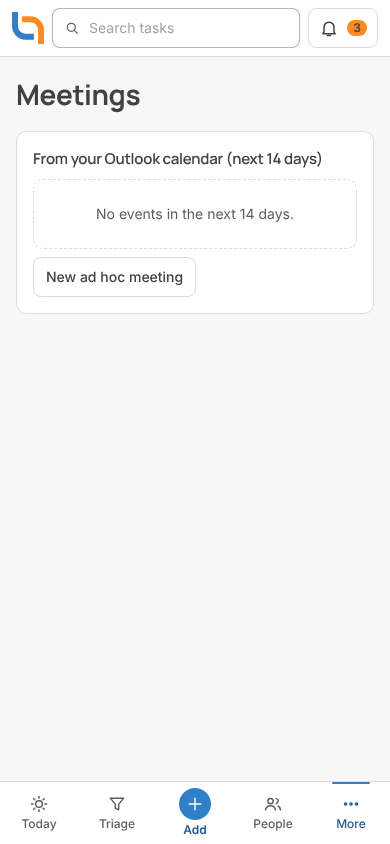 Search tasks
3
Meetings
From your Outlook calendar (next 14 days)
No events in the next 14 days.
New ad hoc meeting
Today
Triage
Add
People
More